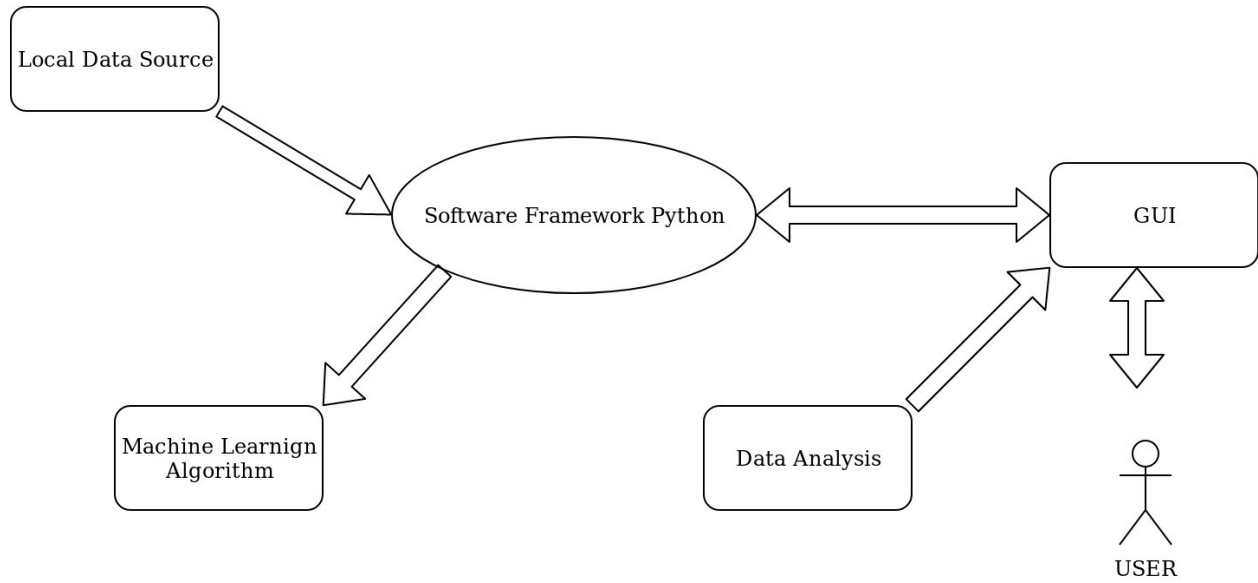 Local Data Source
Software Framework Python
GUI
Machine Learnign
Algorithm
Data Analysis
USER